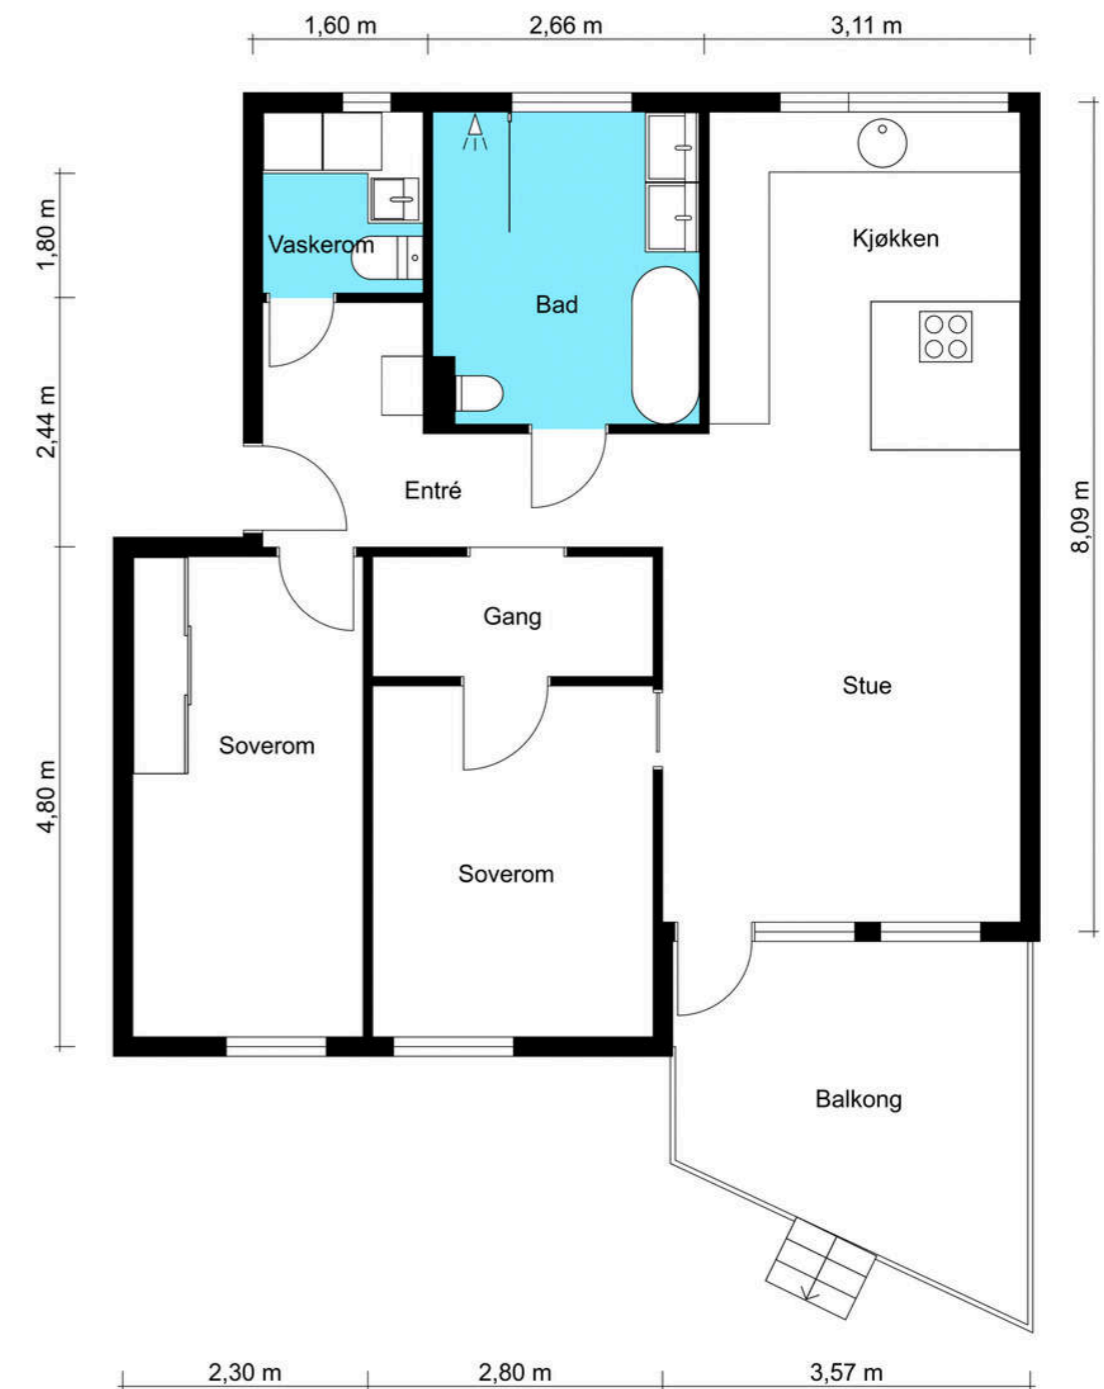 1,60 m
2,66 m
3,11 m
1,80 m
Vaskerom
Bad
Kjøkken
2,44 m
Entré
8,09 m
Gang
Stue
Soverom
4,80 m
Soverom
Balkong
2,30 m
2,80 m
3,57 m